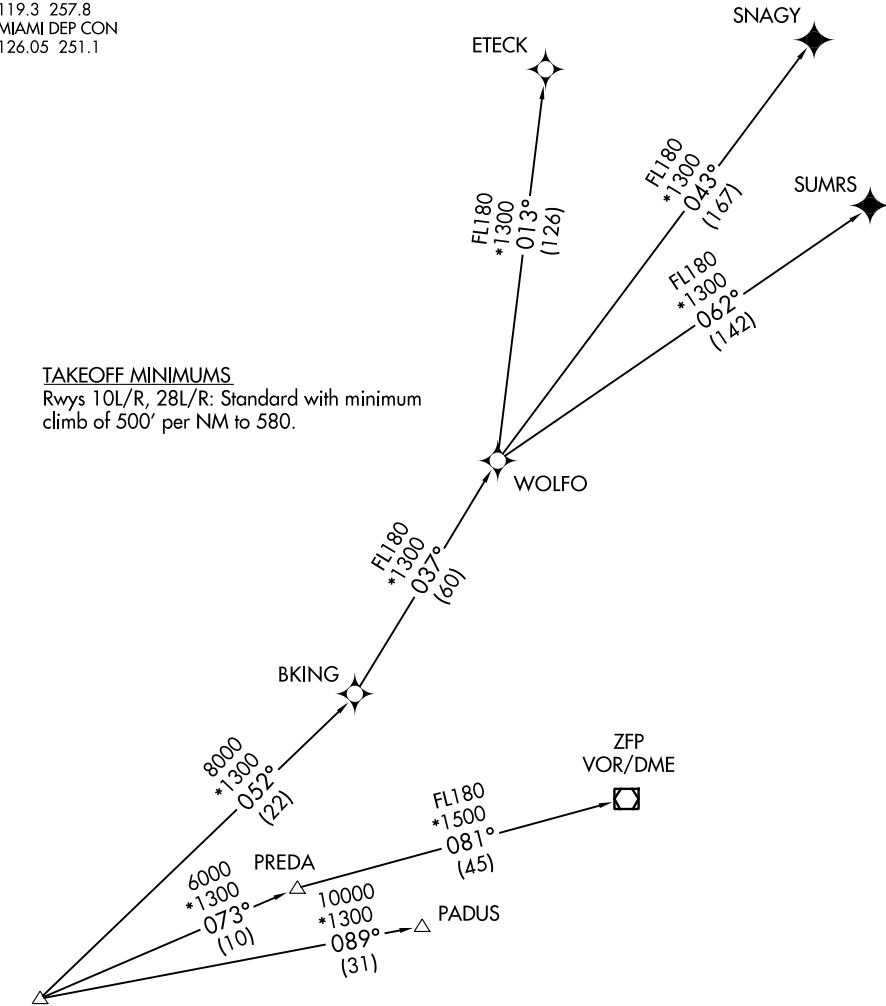 119.3 257.8
MIAMI DEP CON
126.05 251.1
SNAGY
ETECK
FL180
*1300
043°
(167)
SUMRS
FL180
*1300
013°
(126)
FL180
*1300
062°
(142)
TAKEOFF MINIMUMS
Rwys 10L/R, 28L/R: Standard with minimum
climb of 500' per NM to 580.
WOLFO
FL180
*1300
037°
(60)
BKING
8000
*1300
052°
(22)
ZFP
VOR/DME
FL180
*1500
081°
(45)
PREDA
6000
*1300
073°
(10)
10000
*1300
089°
(31)
PADUS